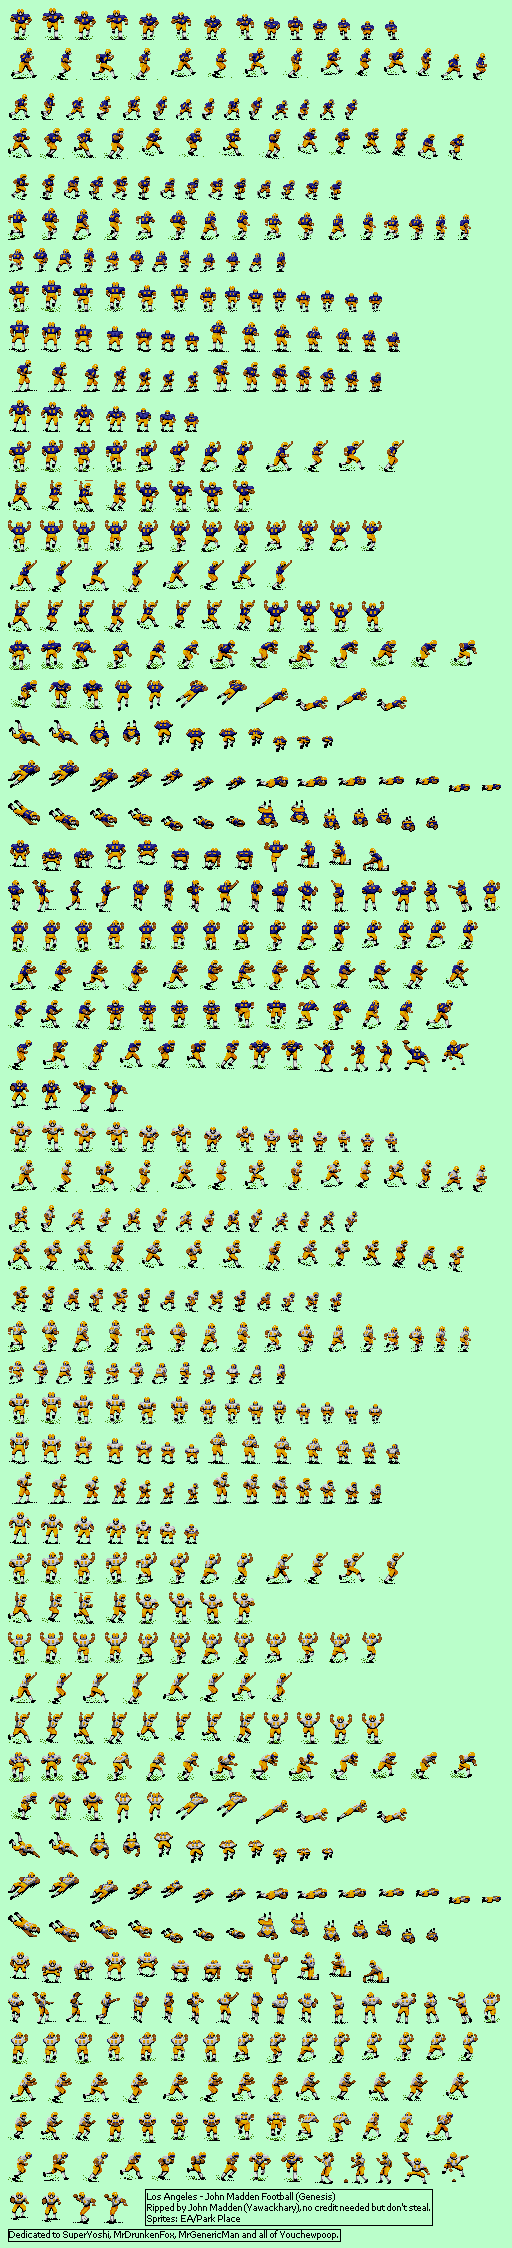 Los Angeles - John Madden Football (Genesis)
Ripped by John Madden (Yawackhary), no credit needed but don't steal.
Sprites: EA/Park Place
Dedicated to SuperYoshi, MrDrunkenFox, MrGenericMan and all of Youchewpoop.